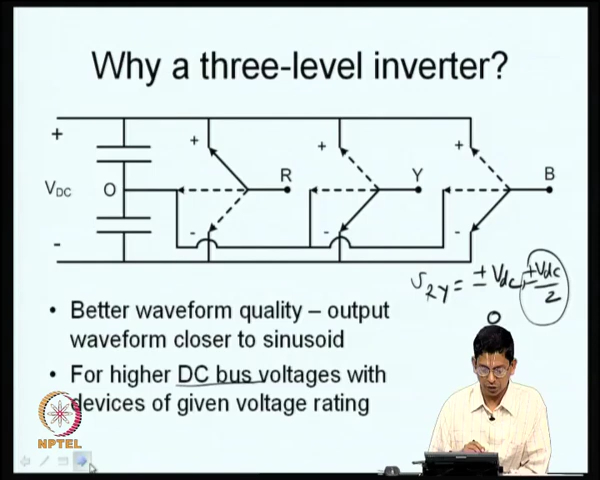 Why a three-level inverter?
+ + + +
VDC O R Y B
- - - -
VRY = ± Vdc, ±Vdc/2
0
• Better waveform quality – output
waveform closer to sinusoid
• For higher DC bus voltages with
devices of given voltage rating
NPTEL